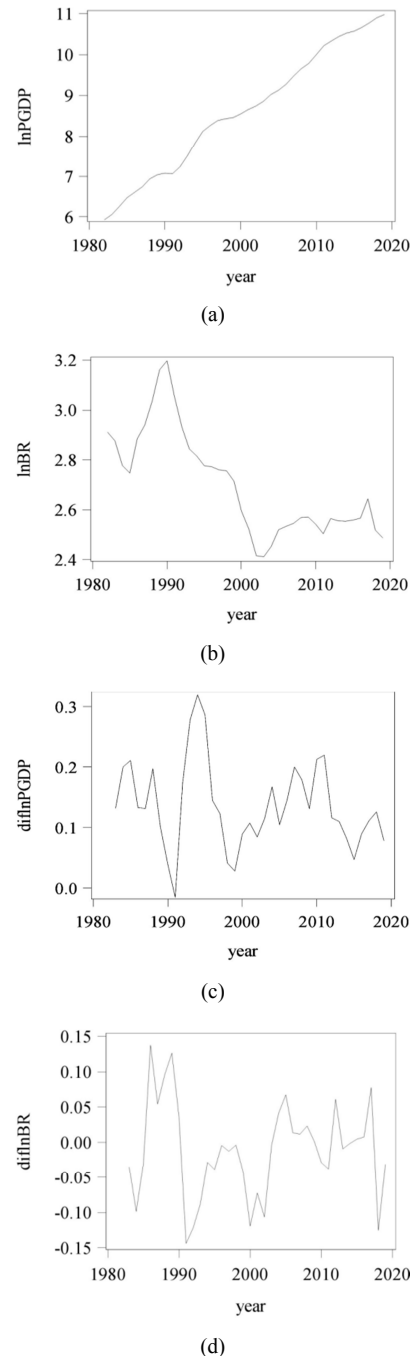 11
10
9
8
7
6
lnPGDP
1980 1990 2000 2010 2020
year
(a)
3.2
3.0
2.8
2.6
2.4
lnBR
1980 1990 2000 2010 2020
year
(b)
0.3
0.2
0.1
0.0
diflnPGDP
1980 1990 2000 2010 2020
year
(c)
0.15
0.10
0.05
0.00
-0.05
-0.10
-0.15
diflnBR
1980 1990 2000 2010 2020
year
(d)